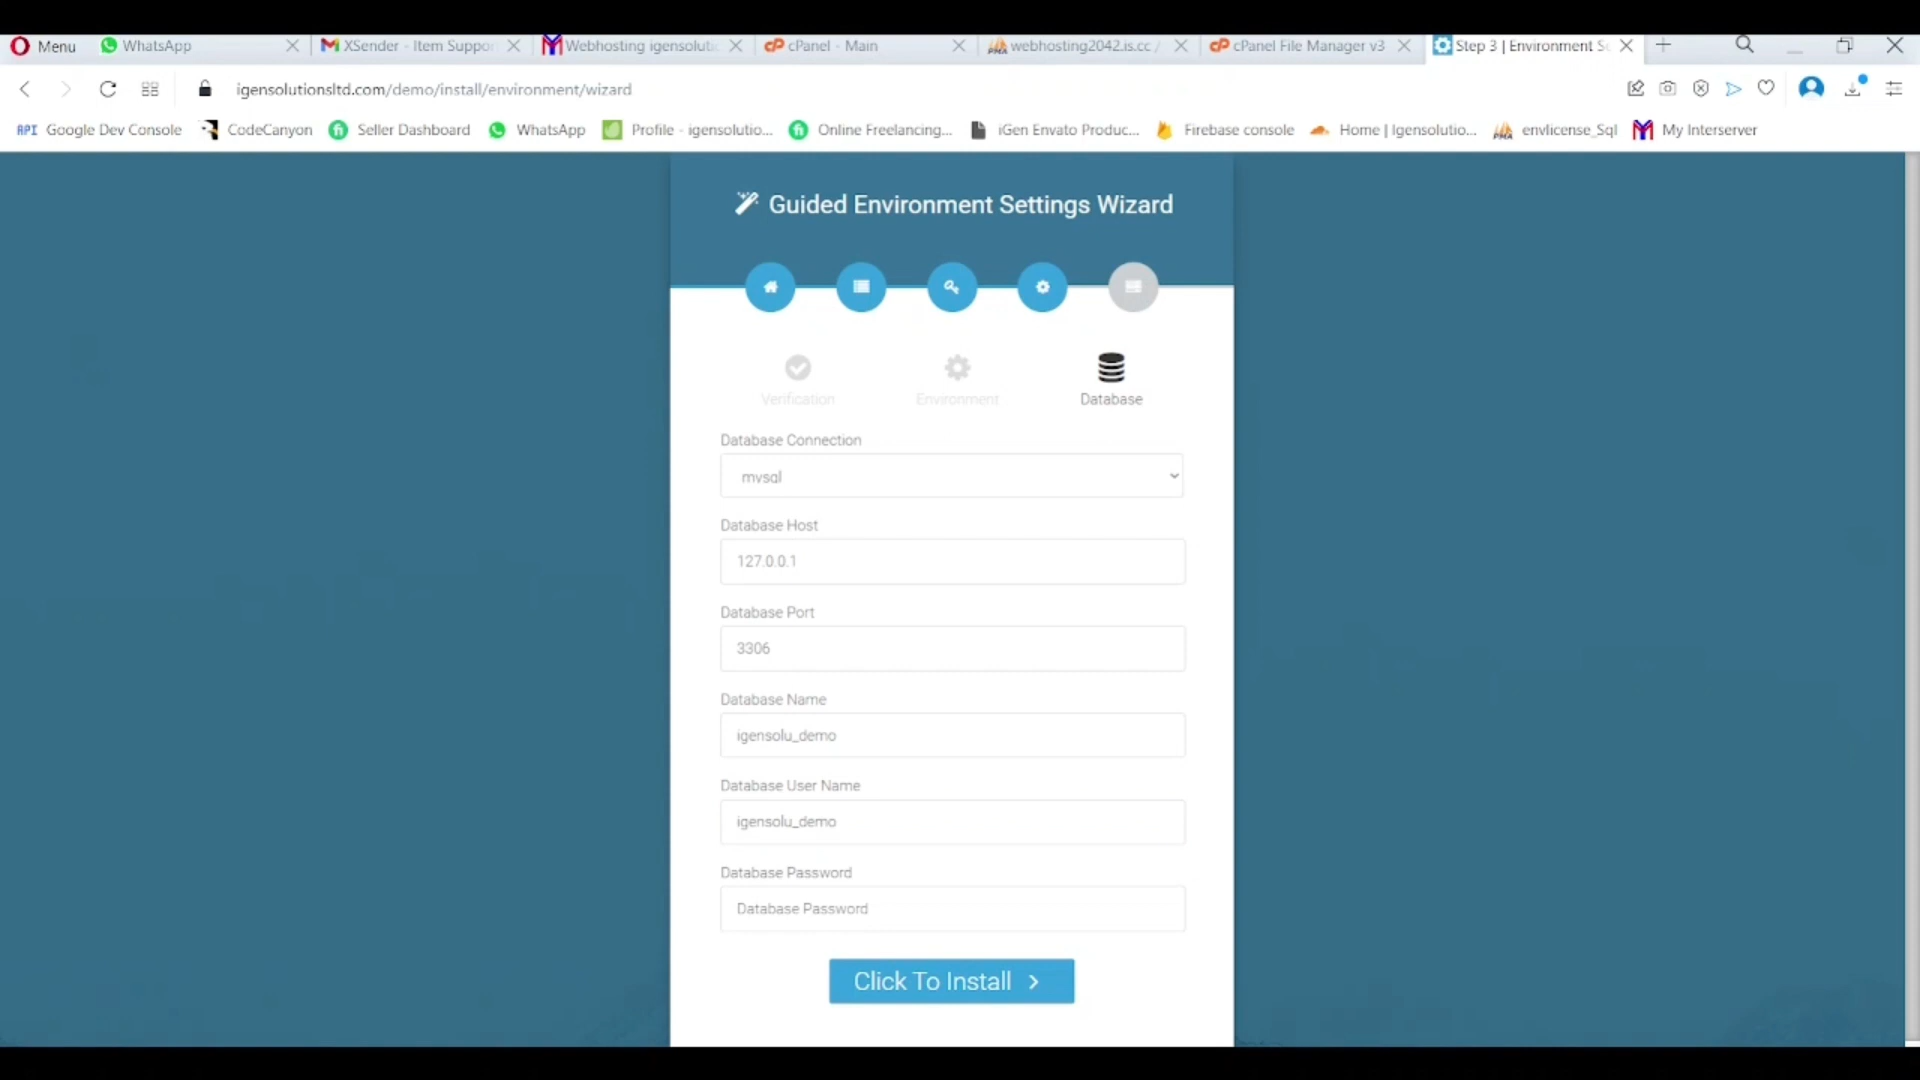 Menu WhatsApp XSender - Item Suppor Webhosting igensoluti cPanel - Main webhosting2042.is.cc / cPanel File Manager v3 Step 3 | Environment Se
igensolutionsltd.com/demo/install/environment/wizard
API Google Dev Console CodeCanyon Seller Dashboard WhatsApp Profile - igensolutio... Online Freelancing... iGen Envato Produc... Firebase console Home | Igensolutio... envlicense_Sql My Interserver
Guided Environment Settings Wizard
Verification Environment Database
Database Connection
mysql
Database Host
127.0.0.1
Database Port
3306
Database Name
igensolu_demo
Database User Name
igensolu_demo
Database Password
Database Password
Click To Install